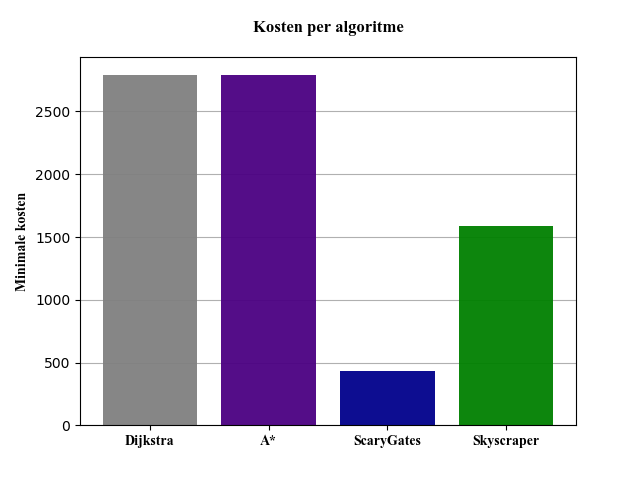 Kosten per algoritme
Minimale kosten
2500
2000
1500
1000
500
0
Dijkstra A* ScaryGates Skyscraper